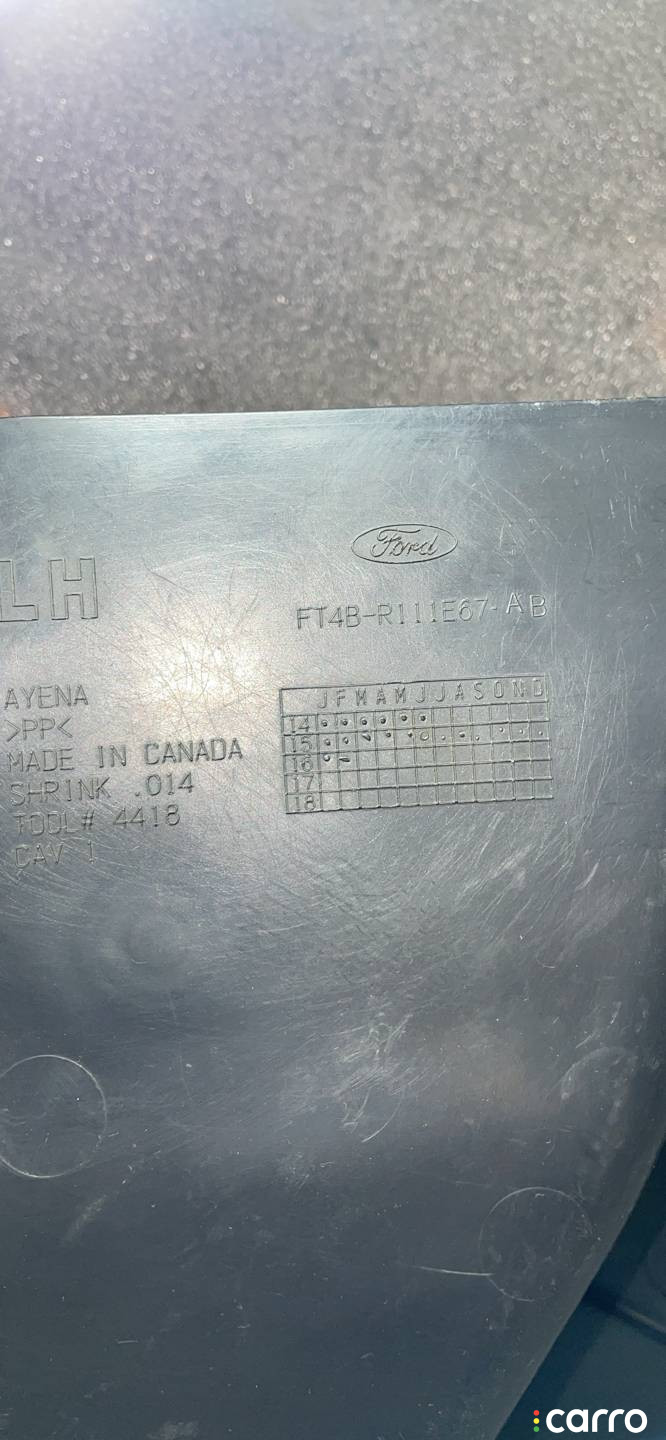 Ford
LH
FT4B-R111E67-AB
AYENA
>PP<
MADE IN CANADA
SHRINK .014
TOOL# 4418
CAV 1
J F M A M J J A S O N D
14
15
16
17
18
carro